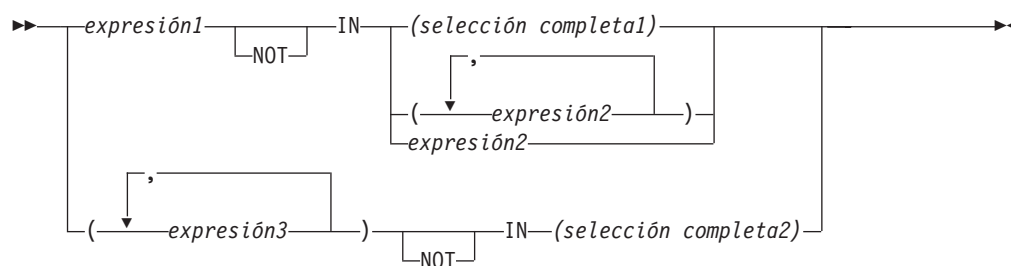 expresión1 NOT IN (selección completa1)
( , expresión2 )
expresión2
( , expresión3 ) NOT IN (selección completa2)